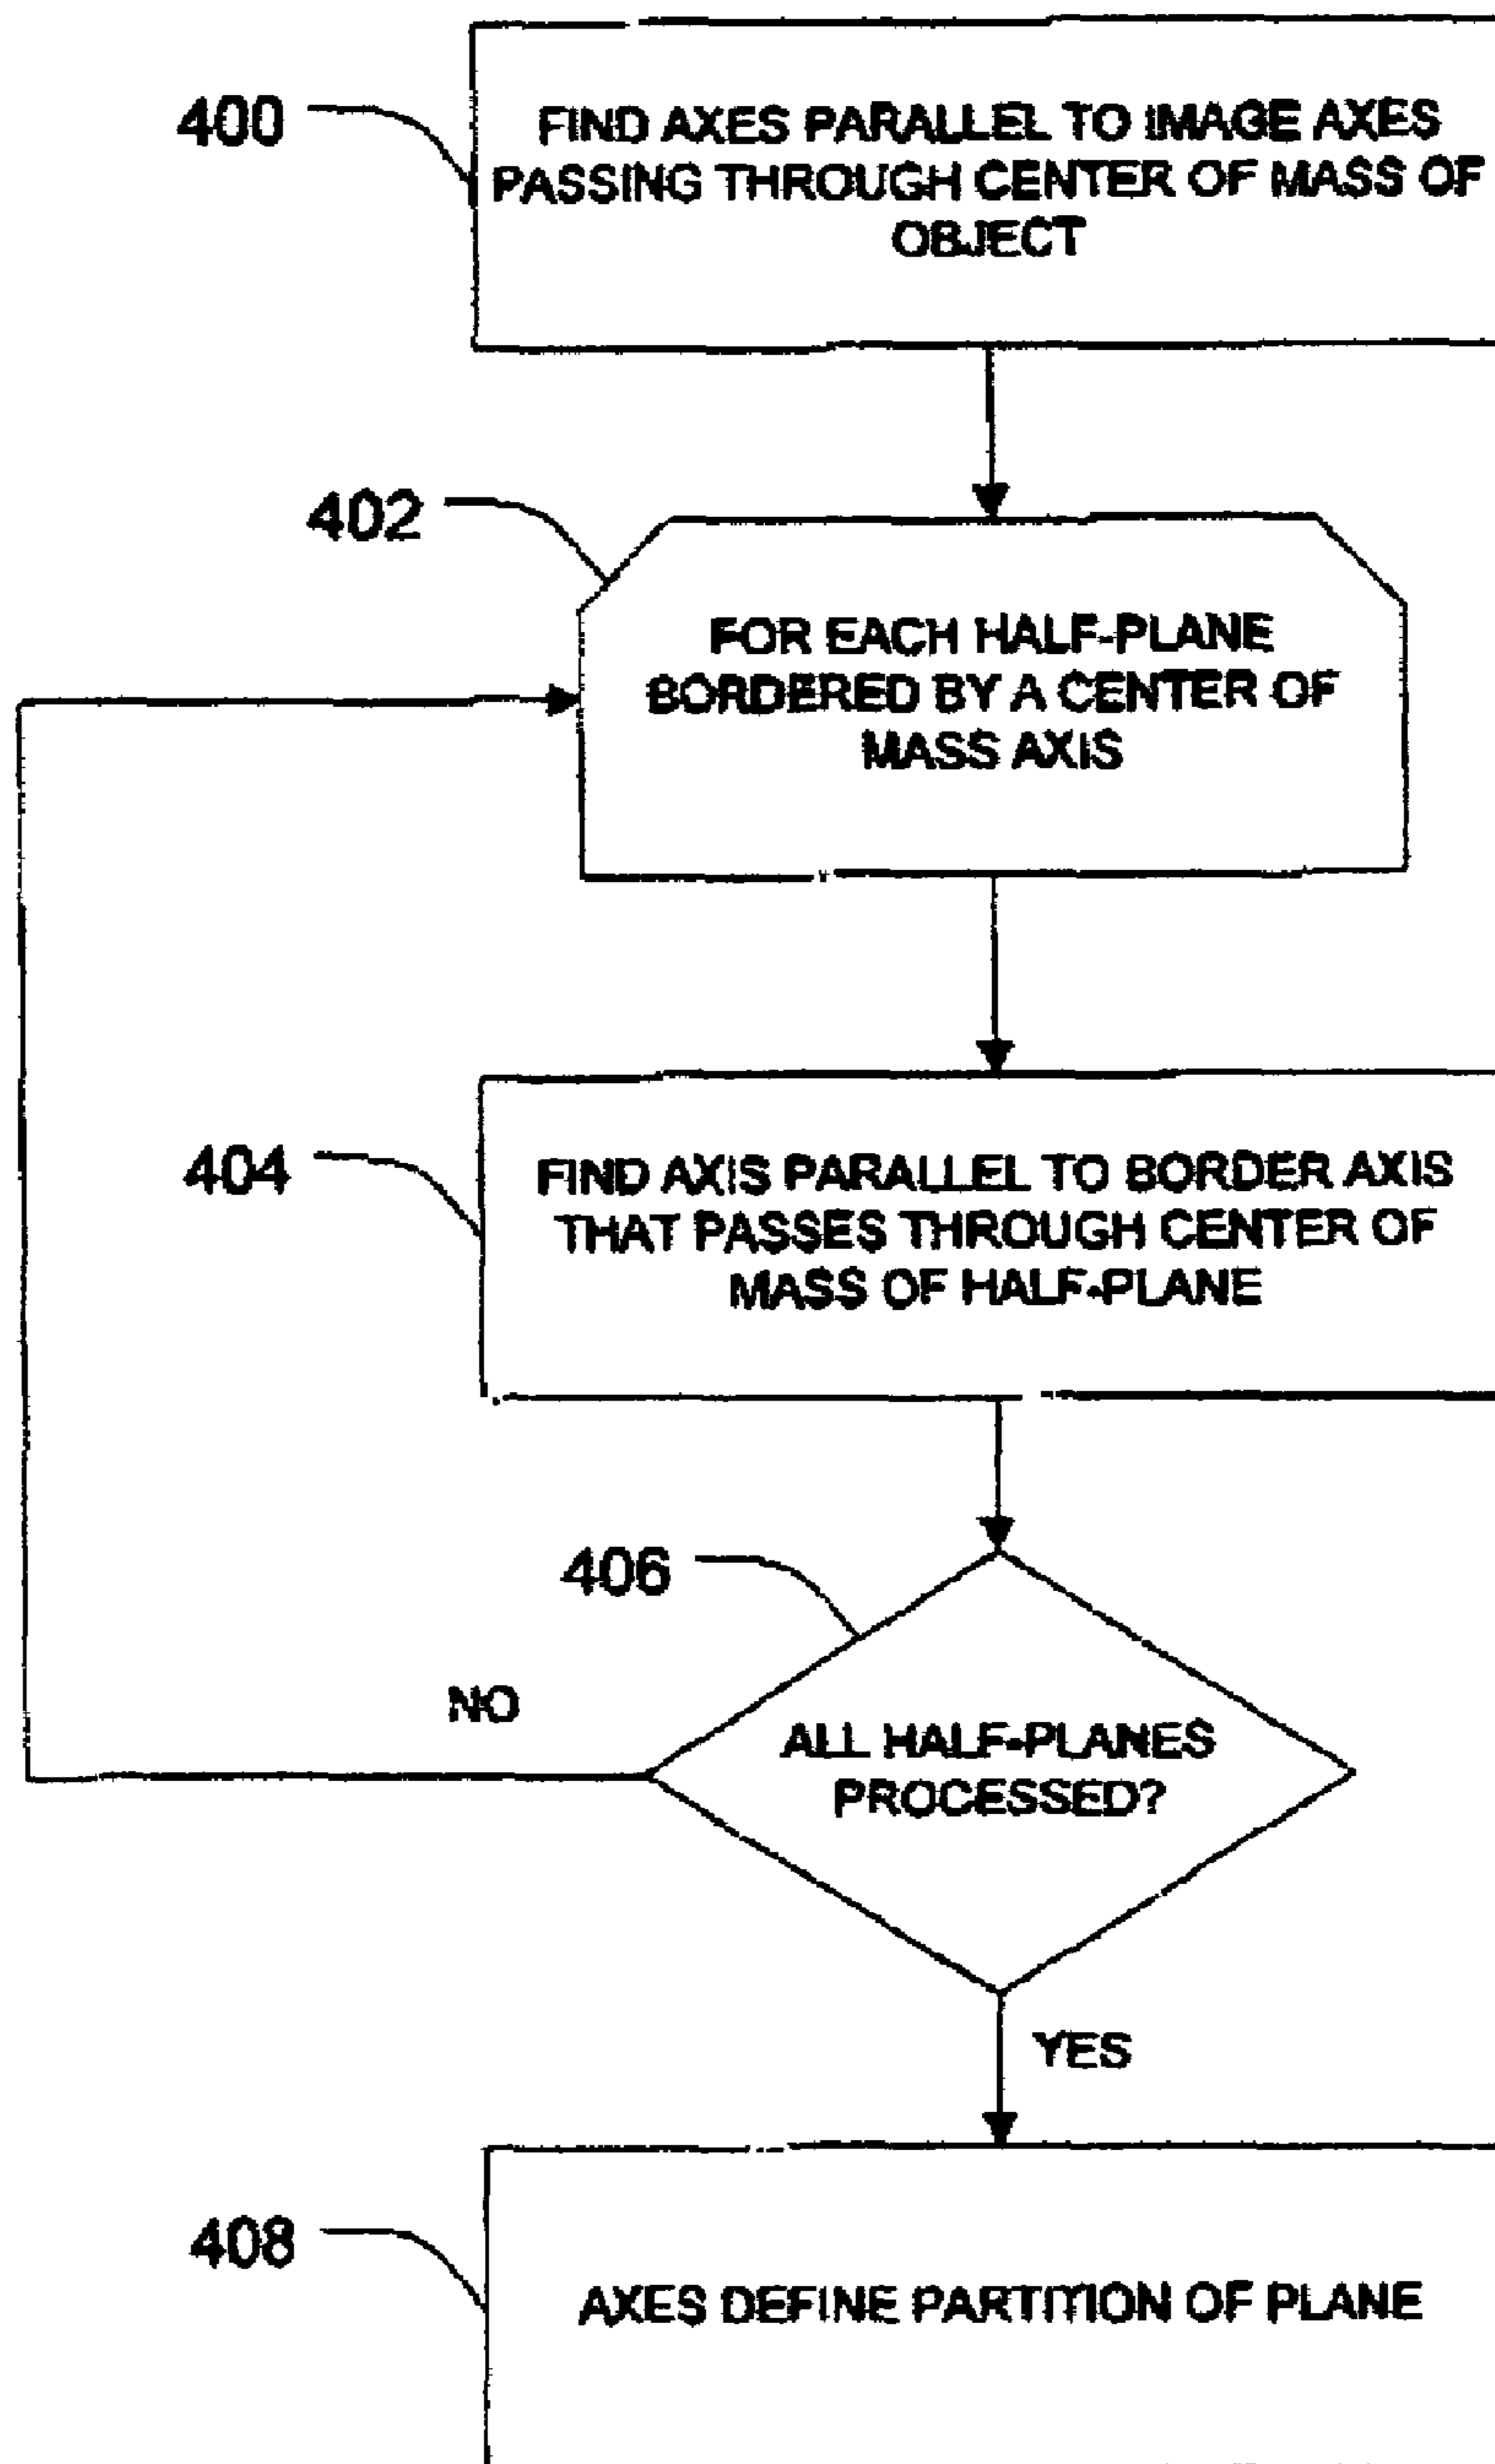 400
FIND AXES PARALLEL TO IMAGE AXES
PASSING THROUGH CENTER OF MASS OF
OBJECT
402
FOR EACH HALF-PLANE
BORDERED BY A CENTER OF
MASS AXIS
404
FIND AXIS PARALLEL TO BORDER AXIS
THAT PASSES THROUGH CENTER OF
MASS OF HALF-PLANE
406
NO
ALL HALF-PLANES
PROCESSED?
YES
408
AXES DEFINE PARTITION OF PLANE